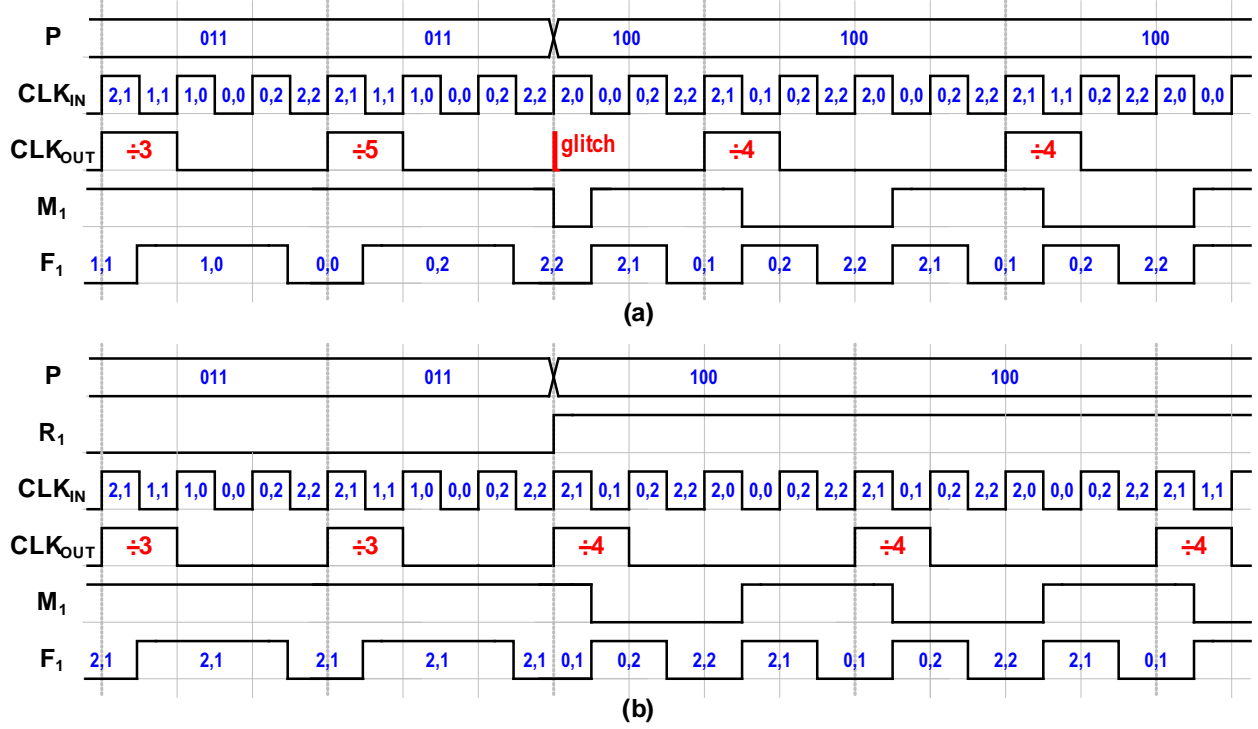 P 011 011 100 100 100
CLKIN 2,1 1,1 1,0 0,0 0,2 2,2 2,1 1,1 1,0 0,0 0,2 2,2 2,0 0,0 0,2 2,2 2,1 0,1 0,2 2,2 2,0 0,0 0,2 2,2 2,1 1,1 0,2 2,2 2,0 0,0
CLKOUT ÷3 ÷5 glitch ÷4 ÷4
M1
F1 1,1 1,0 0,0 0,2 2,2 2,1 0,1 0,2 2,2 2,1 0,1 0,2 2,2
(a)
P 011 011 100 100
R1
CLKIN 2,1 1,1 1,0 0,0 0,2 2,2 2,1 1,1 1,0 0,0 0,2 2,2 2,1 0,1 0,2 2,2 2,0 0,0 0,2 2,2 2,1 0,1 0,2 2,2 2,0 0,0 0,2 2,2 2,1 1,1
CLKOUT ÷3 ÷3 ÷4 ÷4 ÷4
M1
F1 2,1 2,1 2,1 2,1 2,1 0,1 0,2 2,2 2,1 0,1 0,2 2,2 2,1 0,1
(b)